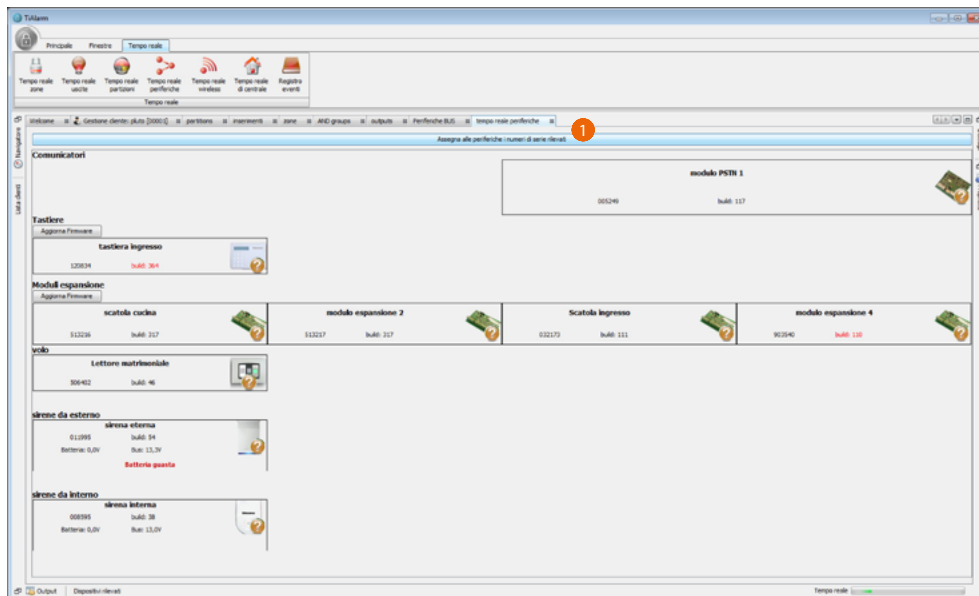 TiAlarm
Principale Finestre Tempo reale
Tempo reale zone
Tempo reale uscite
Tempo reale partizioni
Tempo reale periferiche
Tempo reale wireless
Tempo reale di centrale
Registro eventi
Tempo reale
Welcome Gestione cliente: pluto [00001] partitions inserimenti zone AND groups outputs Periferiche BUS tempo reale periferiche
1
Assegna alle periferiche i numeri di serie rilevati
Navigatore
Lista clienti
Comunicatori
modulo PSTN 1
005249 build: 117
Tastiere
Aggiorna Firmware
tastiera ingresso
120834 build: 364
Moduli espansione
Aggiorna Firmware
scatola cucina
513216 build: 317
modulo espansione 2
513217 build: 317
Scatola ingresso
032173 build: 111
modulo espansione 4
903540 build: 110
volo
Lettore matrimoniale
506402 build: 46
sirene da esterno
sirena eterna
011995 build: 54
Batteria: 0,0V Bus: 13,3V
Batteria guasta
sirene da interno
sirena interna
008595 build: 38
Batteria: 0,0V Bus: 13,0V
Output Dispositivi rilevati
Tempo reale